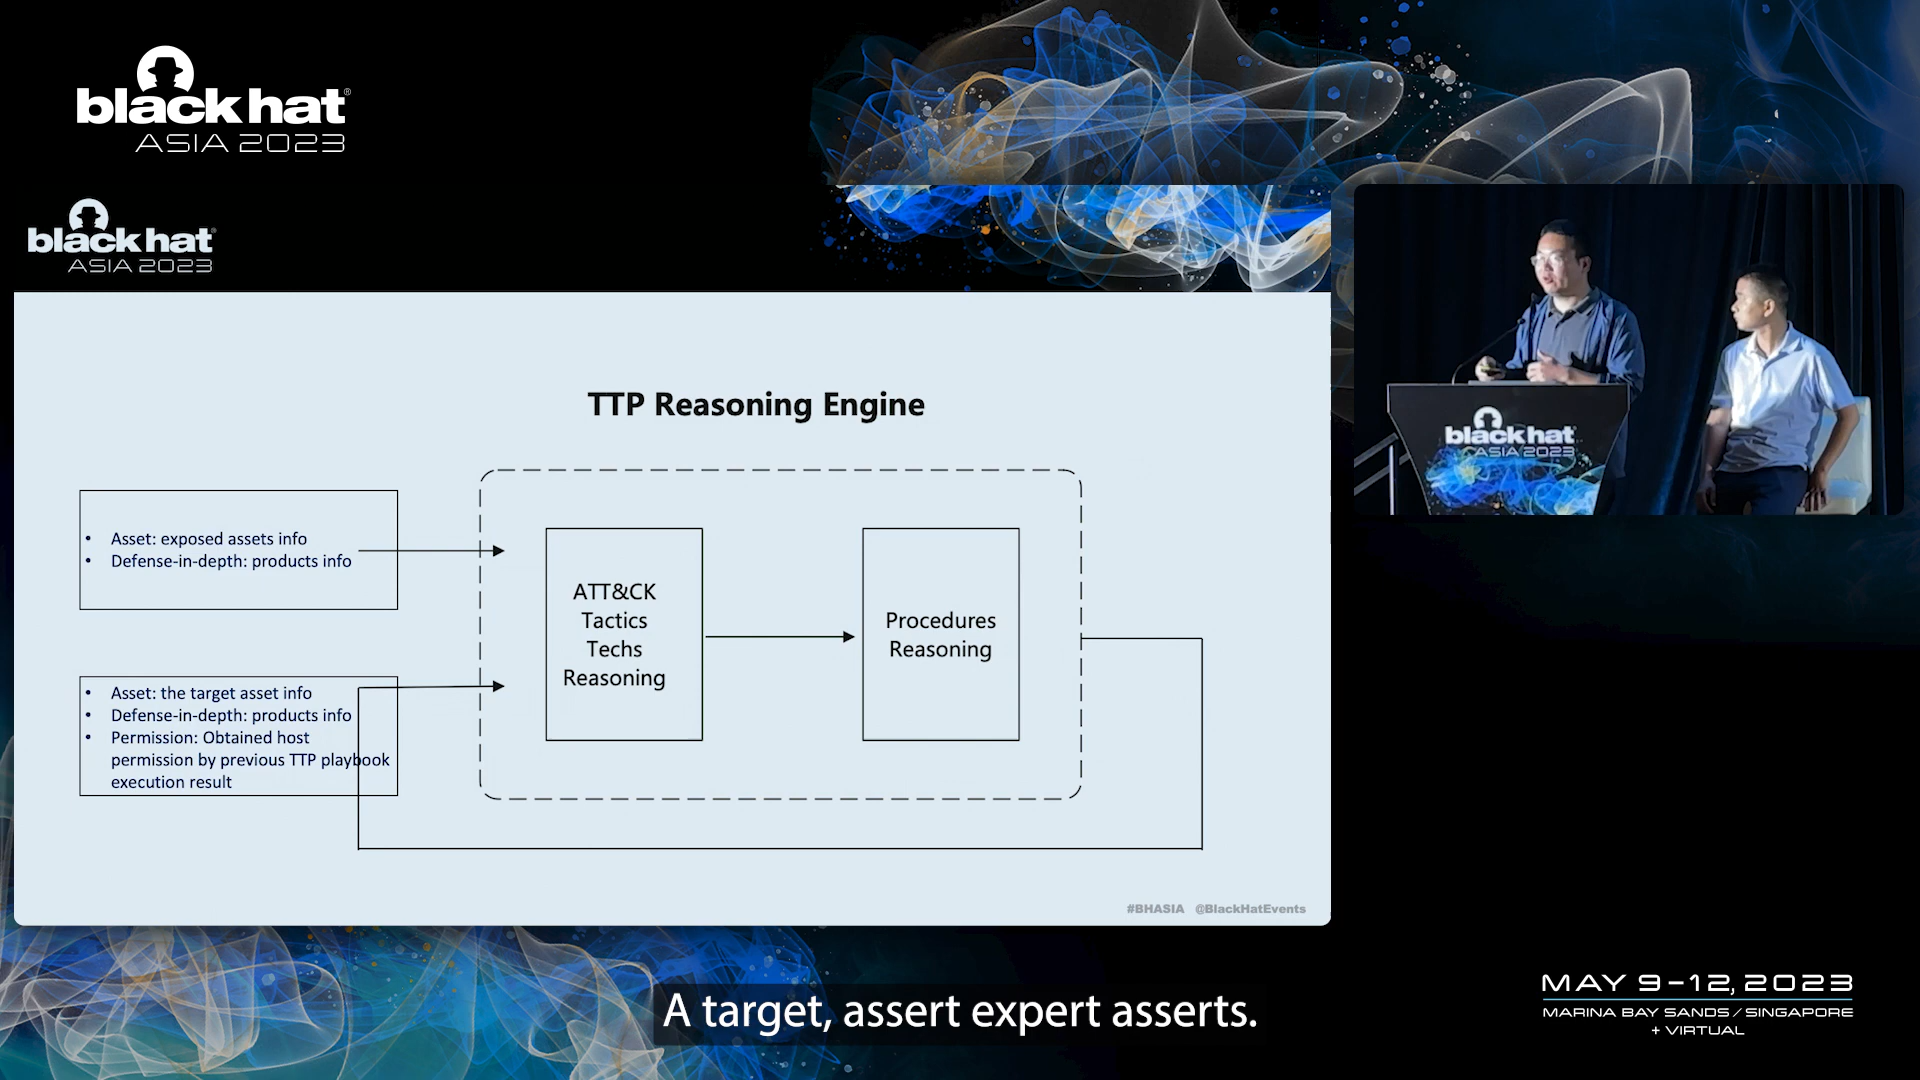 black hat®
ASIA 2023
black hat®
ASIA 2023
TTP Reasoning Engine
• Asset: exposed assets info
• Defense-in-depth: products info
ATT&CK
Tactics
Techs
Reasoning
Procedures
Reasoning
• Asset: the target asset info
• Defense-in-depth: products info
• Permission: Obtained host
permission by previous TTP playbook
execution result
#BHASIA @BlackHatEvents
black hat
ASIA 2023
A target, assert expert asserts.
MAY 9-12, 2023
MARINA BAY SANDS / SINGAPORE
+ VIRTUAL